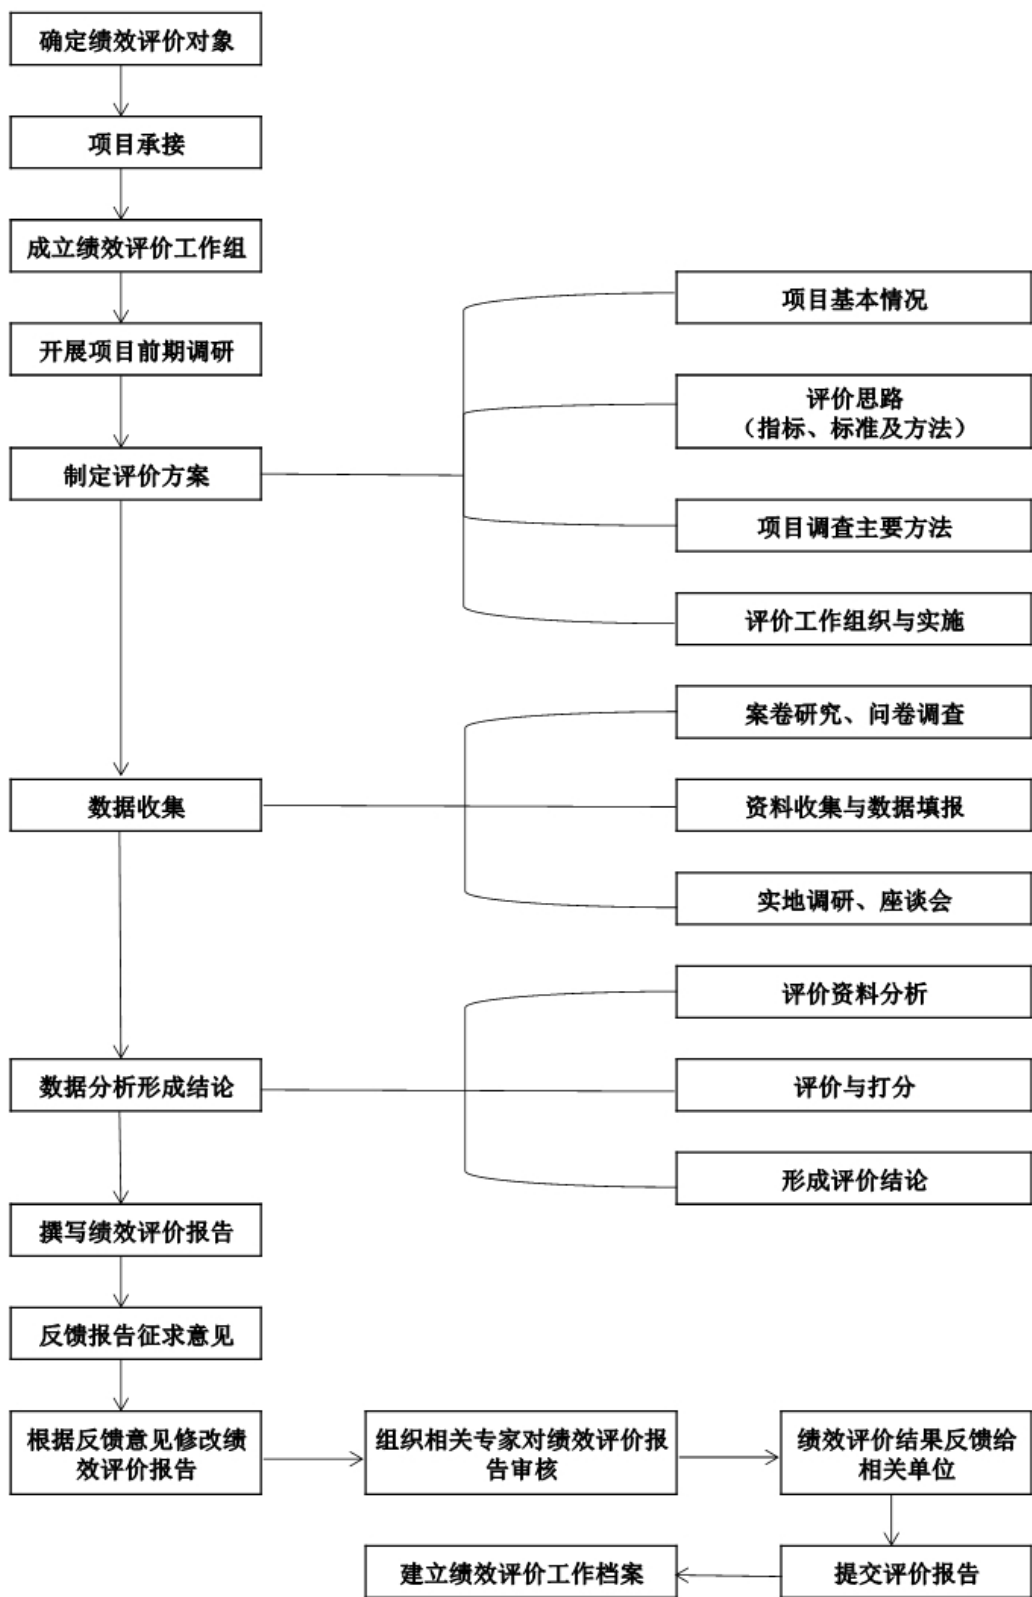 确定绩效评价对象
项目承接
成立绩效评价工作组
开展项目前期调研
制定评价方案
项目基本情况
评价思路
（指标、标准及方法）
项目调查主要方法
评价工作组织与实施
数据收集
案卷研究、问卷调查
资料收集与数据填报
实地调研、座谈会
数据分析形成结论
评价资料分析
评价与打分
形成评价结论
撰写绩效评价报告
反馈报告征求意见
根据反馈意见修改绩
效评价报告
组织相关专家对绩效评价报
告审核
绩效评价结果反馈给
相关单位
提交评价报告
建立绩效评价工作档案